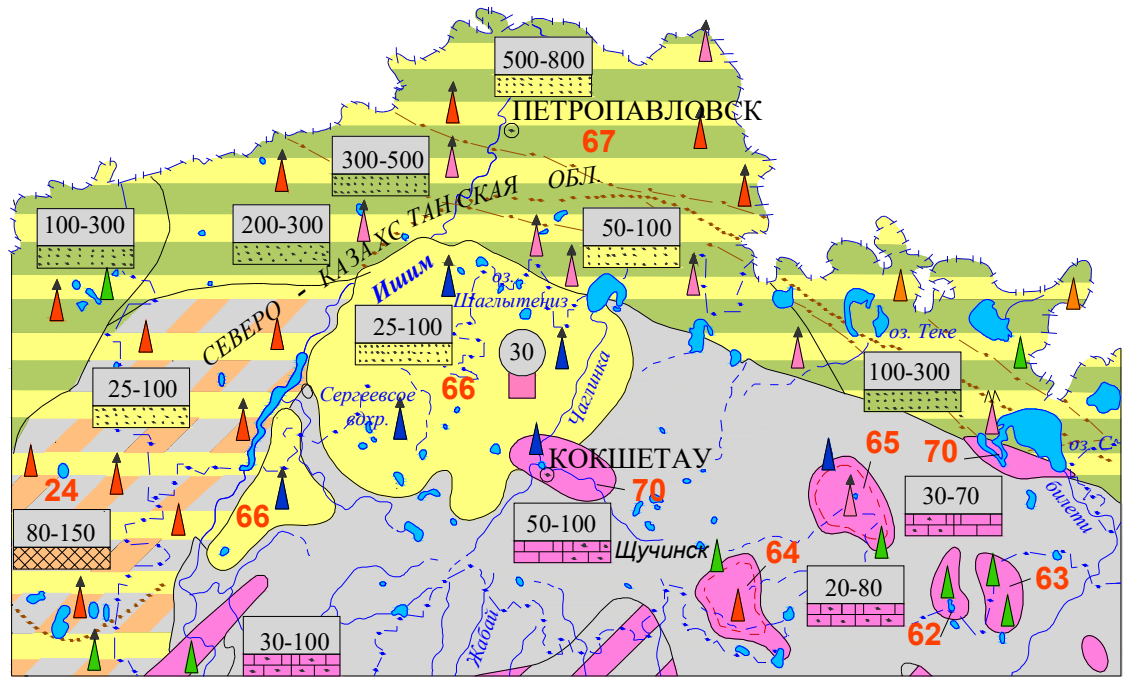 500-800
ПЕТРОПАВЛОВСК
67
300-500
СЕВЕРО - КАЗАХСТАНСКАЯ ОБЛ.
100-300
200-300
50-100
Ишим
оз.
Шаглытениз
25-100
30
оз. Теке
100-300
25-100
66
Сергеевсое
вдхр.
Чаглинка
65
70
оз. С
КОКШЕТАУ
70
24
66
30-70
билети
80-150
50-100
Щучинск
64
20-80
63
62
30-100
Жабай